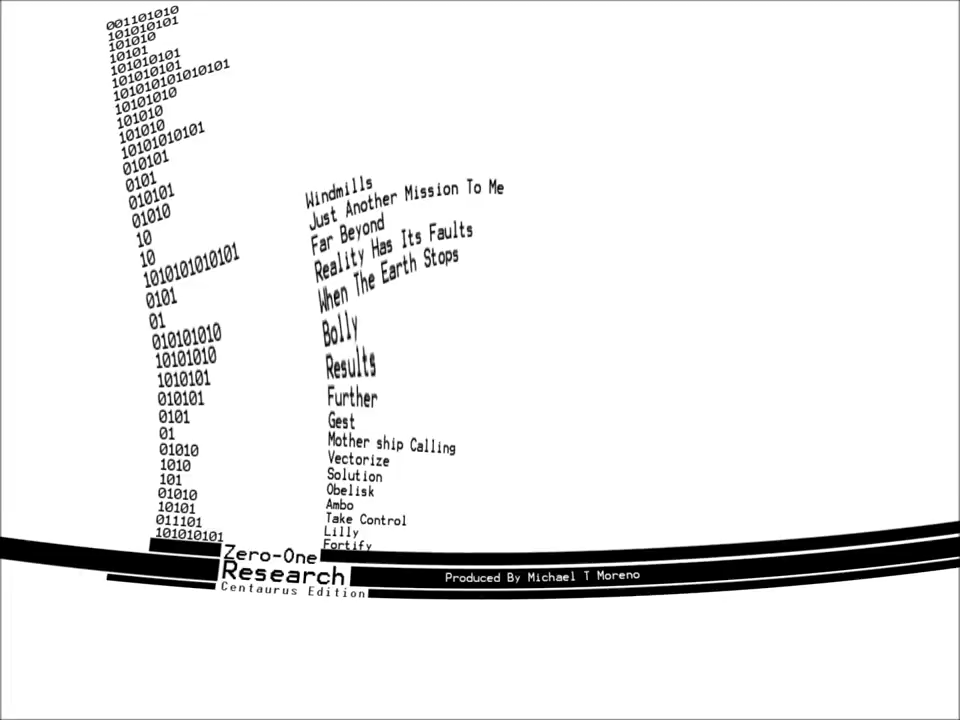 001101010
101010101
101010
10101
101010101
101010101
101010101010101
10101010
101010
101010
10101010101
010101
0101
010101
01010
10
10
1010101010101
0101
01
010101010
10101010
1010101
010101
0101
01
01010
1010
101
01010
10101
011101
101010101
Windmills
Just Another Mission To Me
Far Beyond
Reality Has Its Faults
When The Earth Stops
Bolly
Results
Further
Gest
Mother ship Calling
Vectorize
Solution
Obelisk
Ambo
Take Control
Lilly
Fortify
Zero-One
Research
Centaurus Edition
Produced By Michael T Moreno